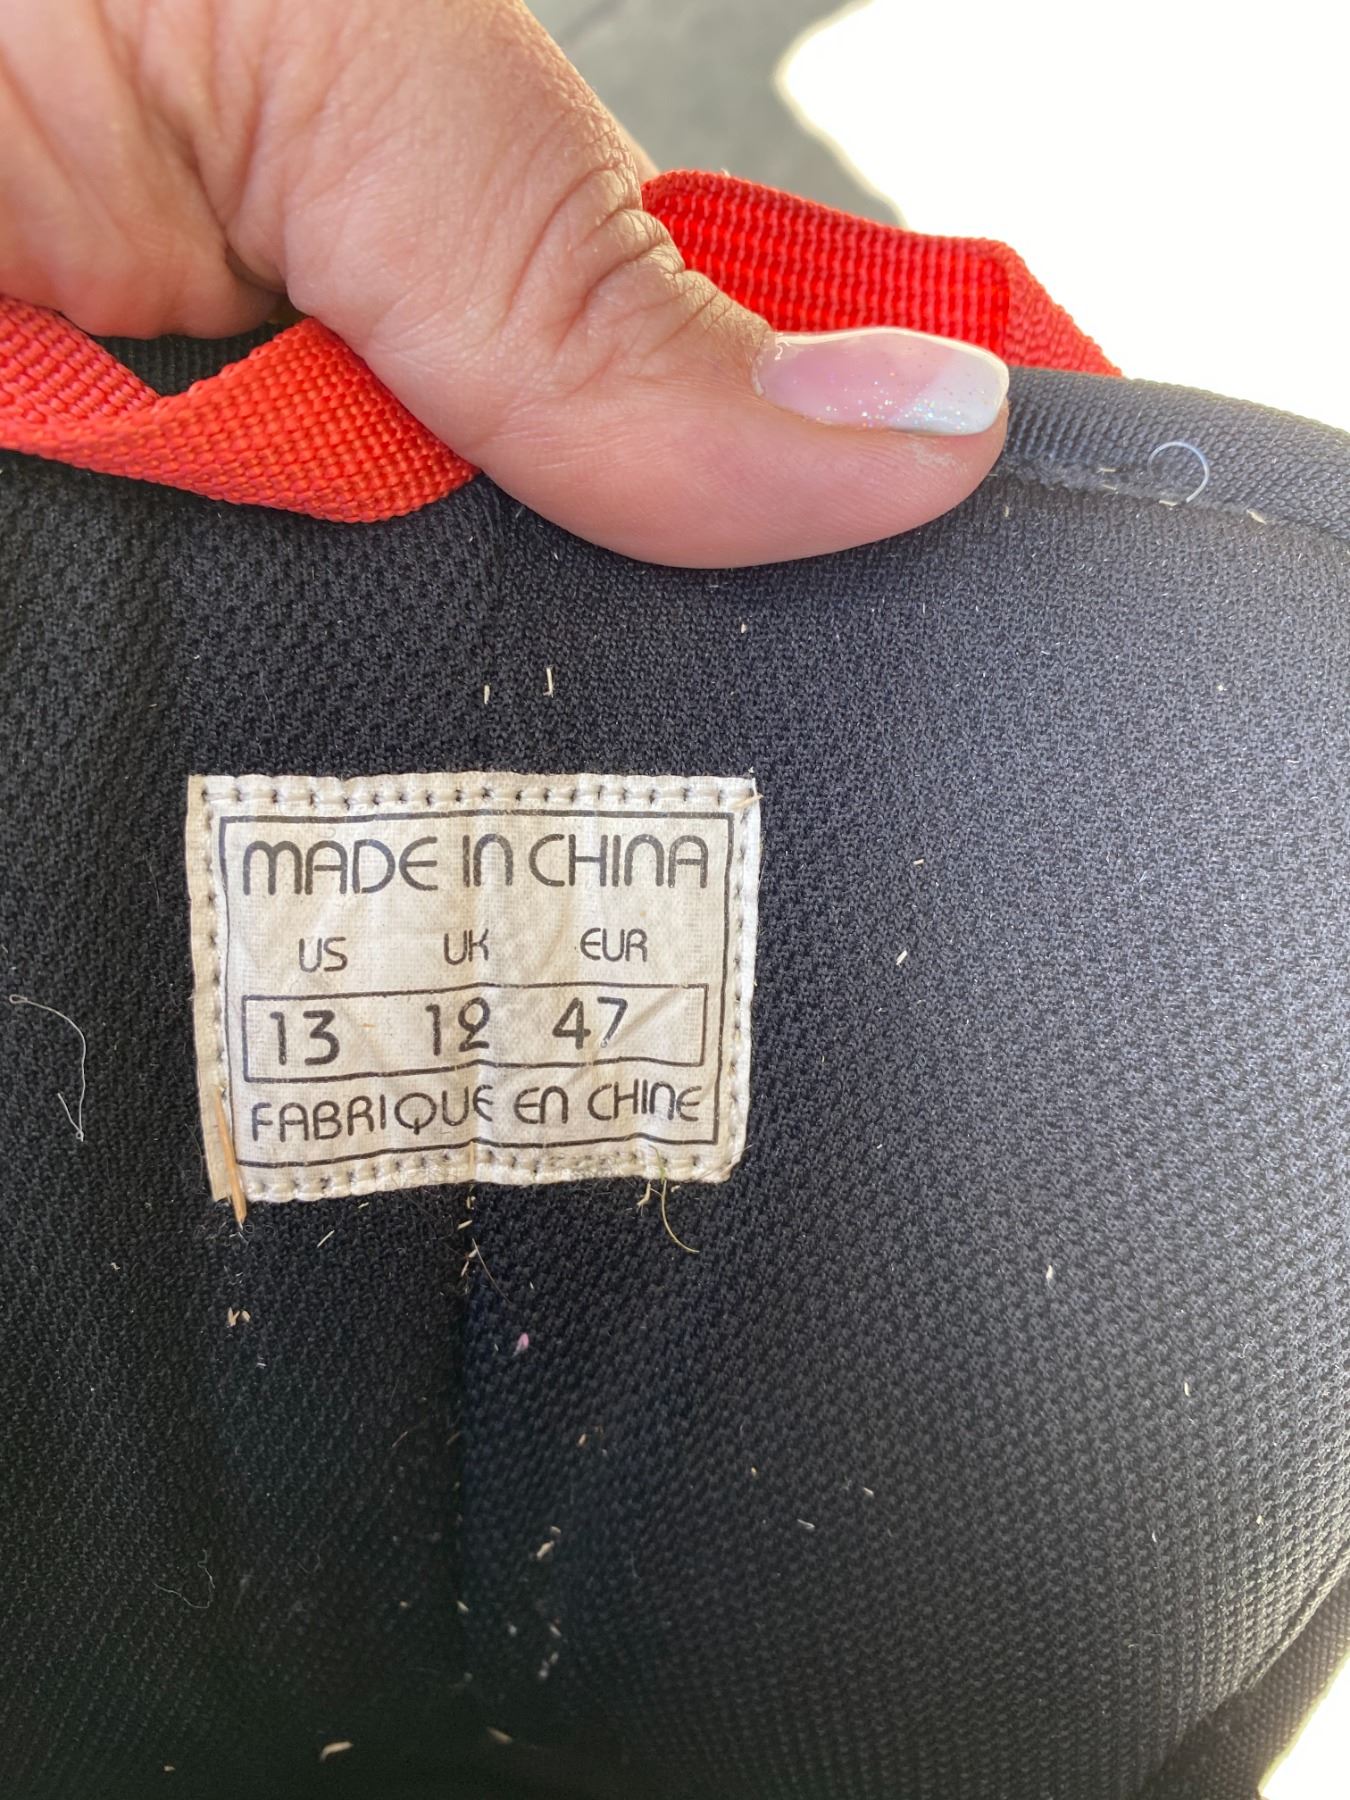 MADE IN CHINA
US UK EUR
13 12 47
FABRIQUE EN CHINE